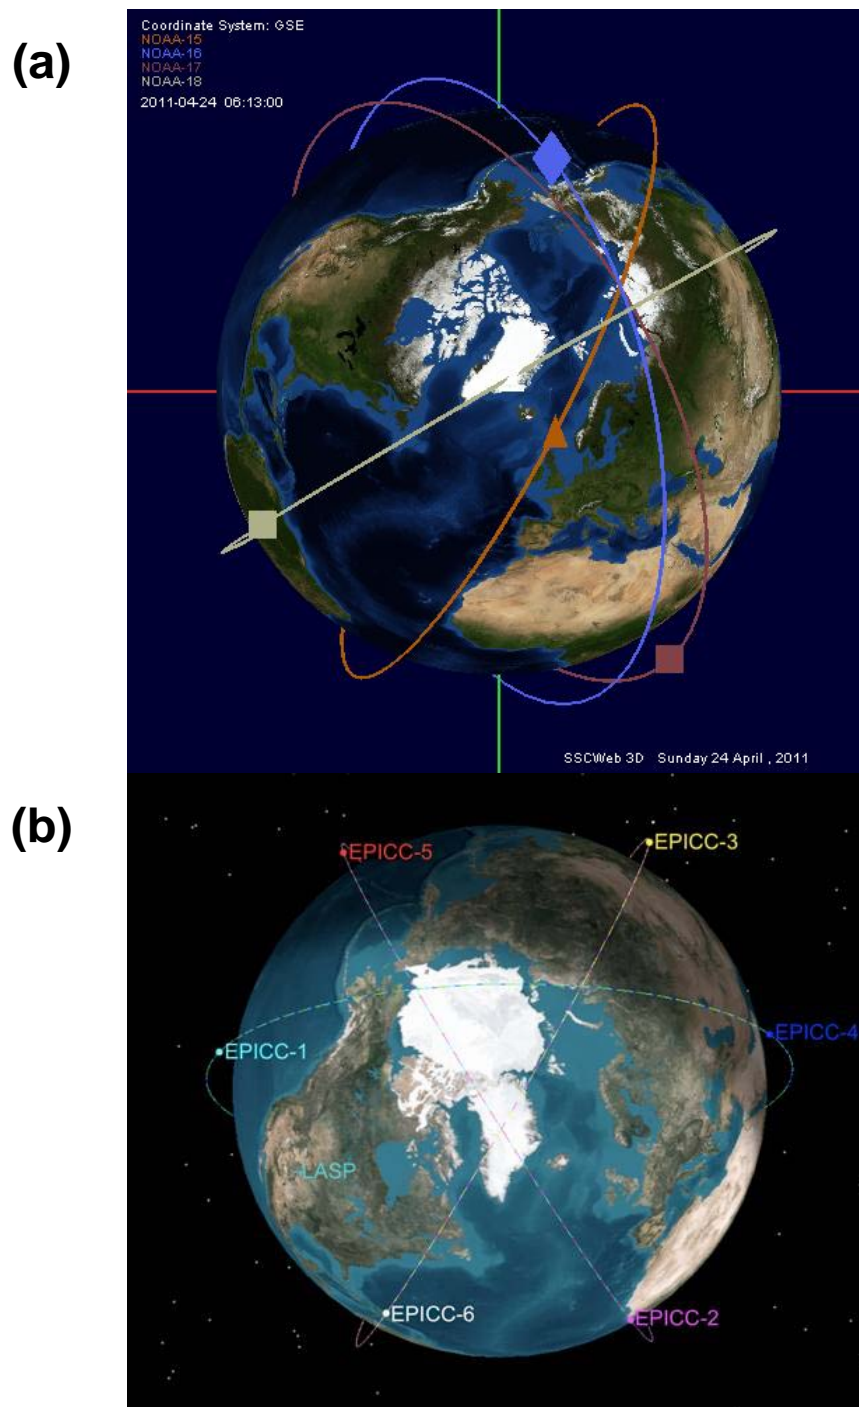 (a)
Coordinate System: GSE
NOAA-15
NOAA-16
NOAA-17
NOAA-18
2011-04-24 06:13:00
SSCWeb 3D Sunday 24 April , 2011
(b)
EPICC-5
EPICC-3
EPICC-4
EPICC-1
LASP
EPICC-6
EPICC-2